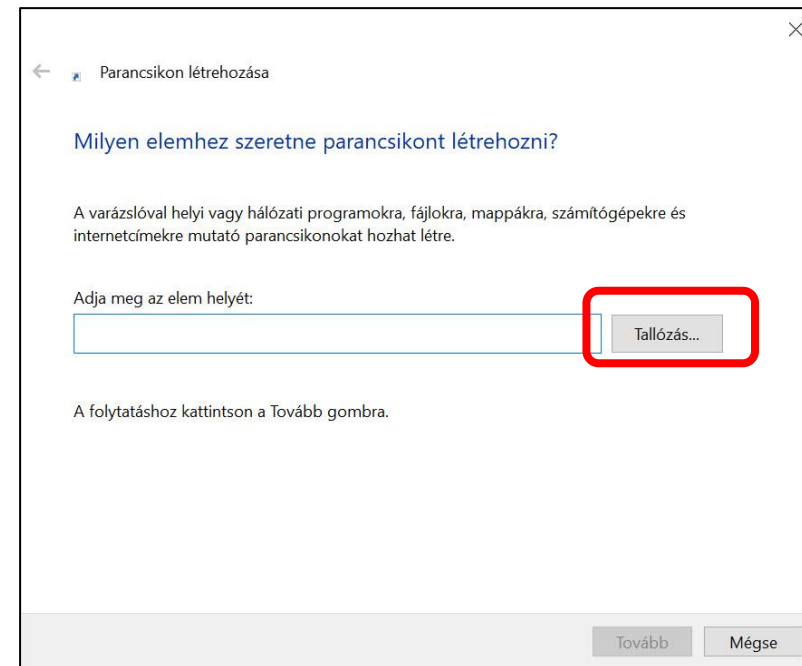 Parancsikon létrehozása
Milyen elemhez szeretne parancsikont létrehozni?
A varázslóval helyi vagy hálózati programokra, fájlokra, mappákra, számítógépekre és
internetcímekre mutató parancsikonokat hozhat létre.
Adja meg az elem helyét:
Tallózás...
A folytatáshoz kattintson a Tovább gombra.
Tovább Mégse